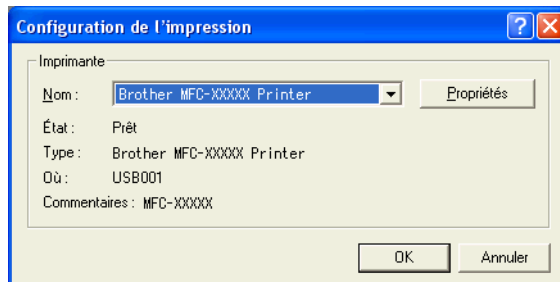 Configuration de l'impression
Imprimante
Nom : Brother MFC-XXXXX Printer Propriétés
État : Prêt
Type : Brother MFC-XXXXX Printer
Où : USB001
Commentaires : MFC-XXXXX
OK Annuler